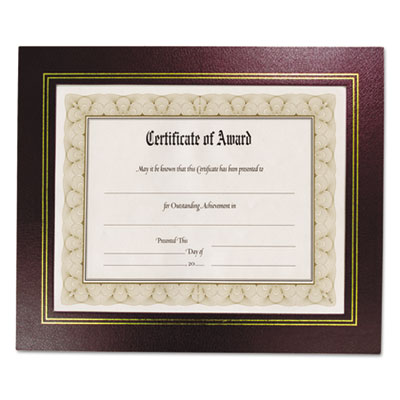 Certificate of Award
May it be known that this Certificate has been presented to
for Outstanding Achievement in
Presented This
Day of
20